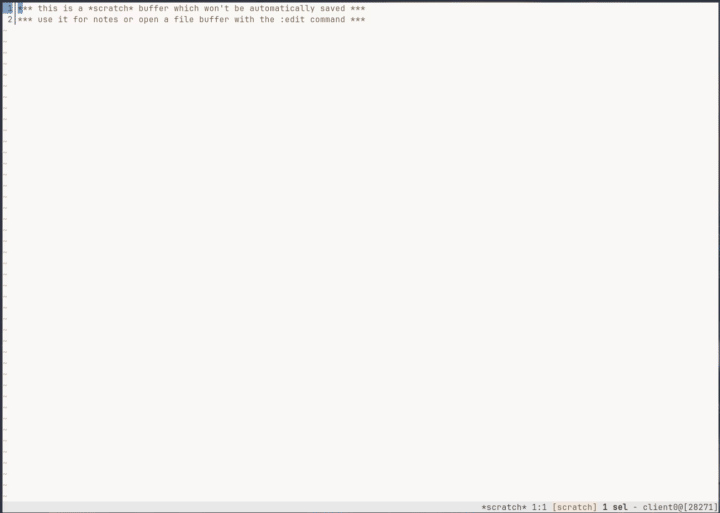 1 *** this is a *scratch* buffer which won't be automatically saved ***
2 *** use it for notes or open a file buffer with the :edit command ***
*scratch* 1:1 [scratch] 1 sel - client0@[28271]